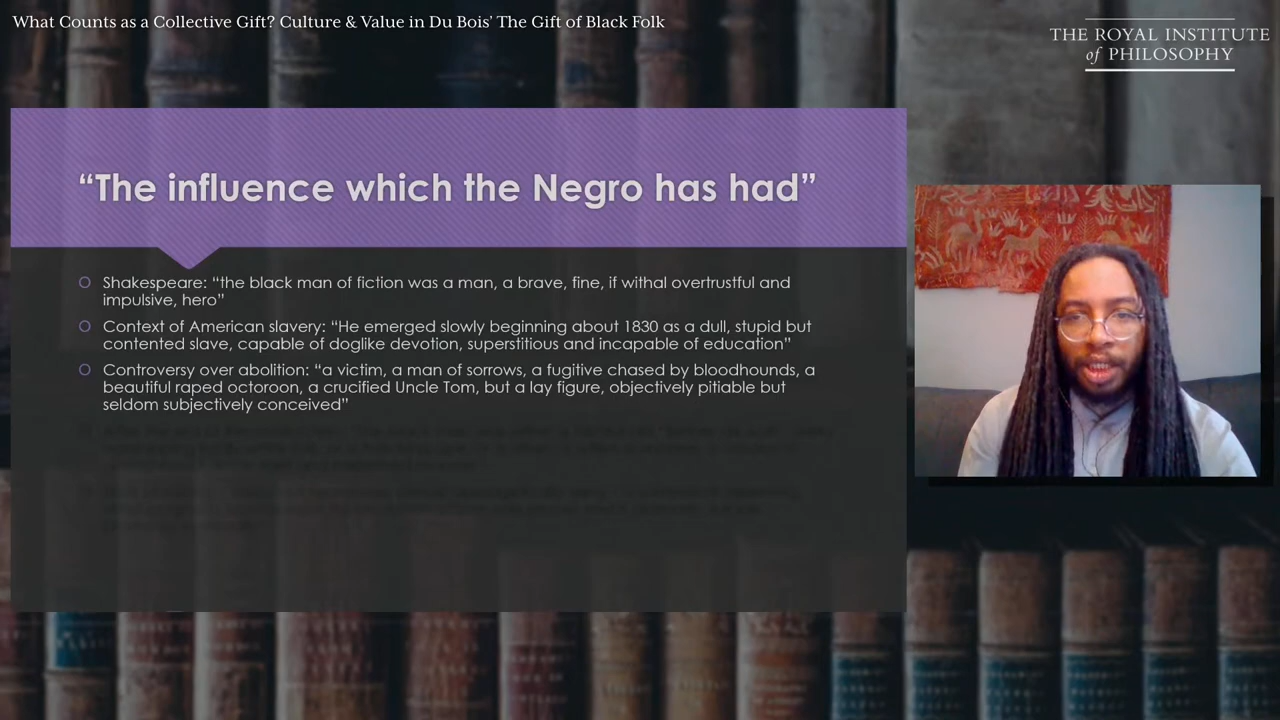 What Counts as a Collective Gift? Culture & Value in Du Bois’ The Gift of Black Folk
THE ROYAL INSTITUTE
of PHILOSOPHY
“The influence which the Negro has had”
Shakespeare: “the black man of fiction was a man, a brave, fine, if withal overtrustful and
impulsive, hero”
Context of American slavery: “He emerged slowly beginning about 1830 as a dull, stupid but
contented slave, capable of doglike devotion, superstitious and incapable of education”
Controversy over abolition: “a victim, a man of sorrows, a fugitive chased by bloodhounds, a
beautiful raped octoroon, a crucified Uncle Tom, but a lay figure, objectively pitiable but
seldom subjectively conceived”